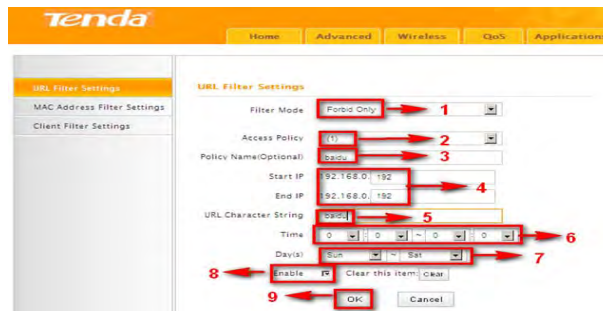 Tenda
Home Advanced Wireless QoS Application
URL Filter Settings
MAC Address Filter Settings
Client Filter Settings
URL Filter Settings
Filter Mode Forbid Only 1
Access Policy (1) 2
Policy Name(Optional) baidu 3
Start IP 192.168.0. 192
4
End IP 192.168.0. 192
URL Character String baidu 5
Time 0 : 0 ~ 0 : 0 6
Day(s) Sun ~ Sat 7
8 Enable Clear this item: Clear
9 OK Cancel